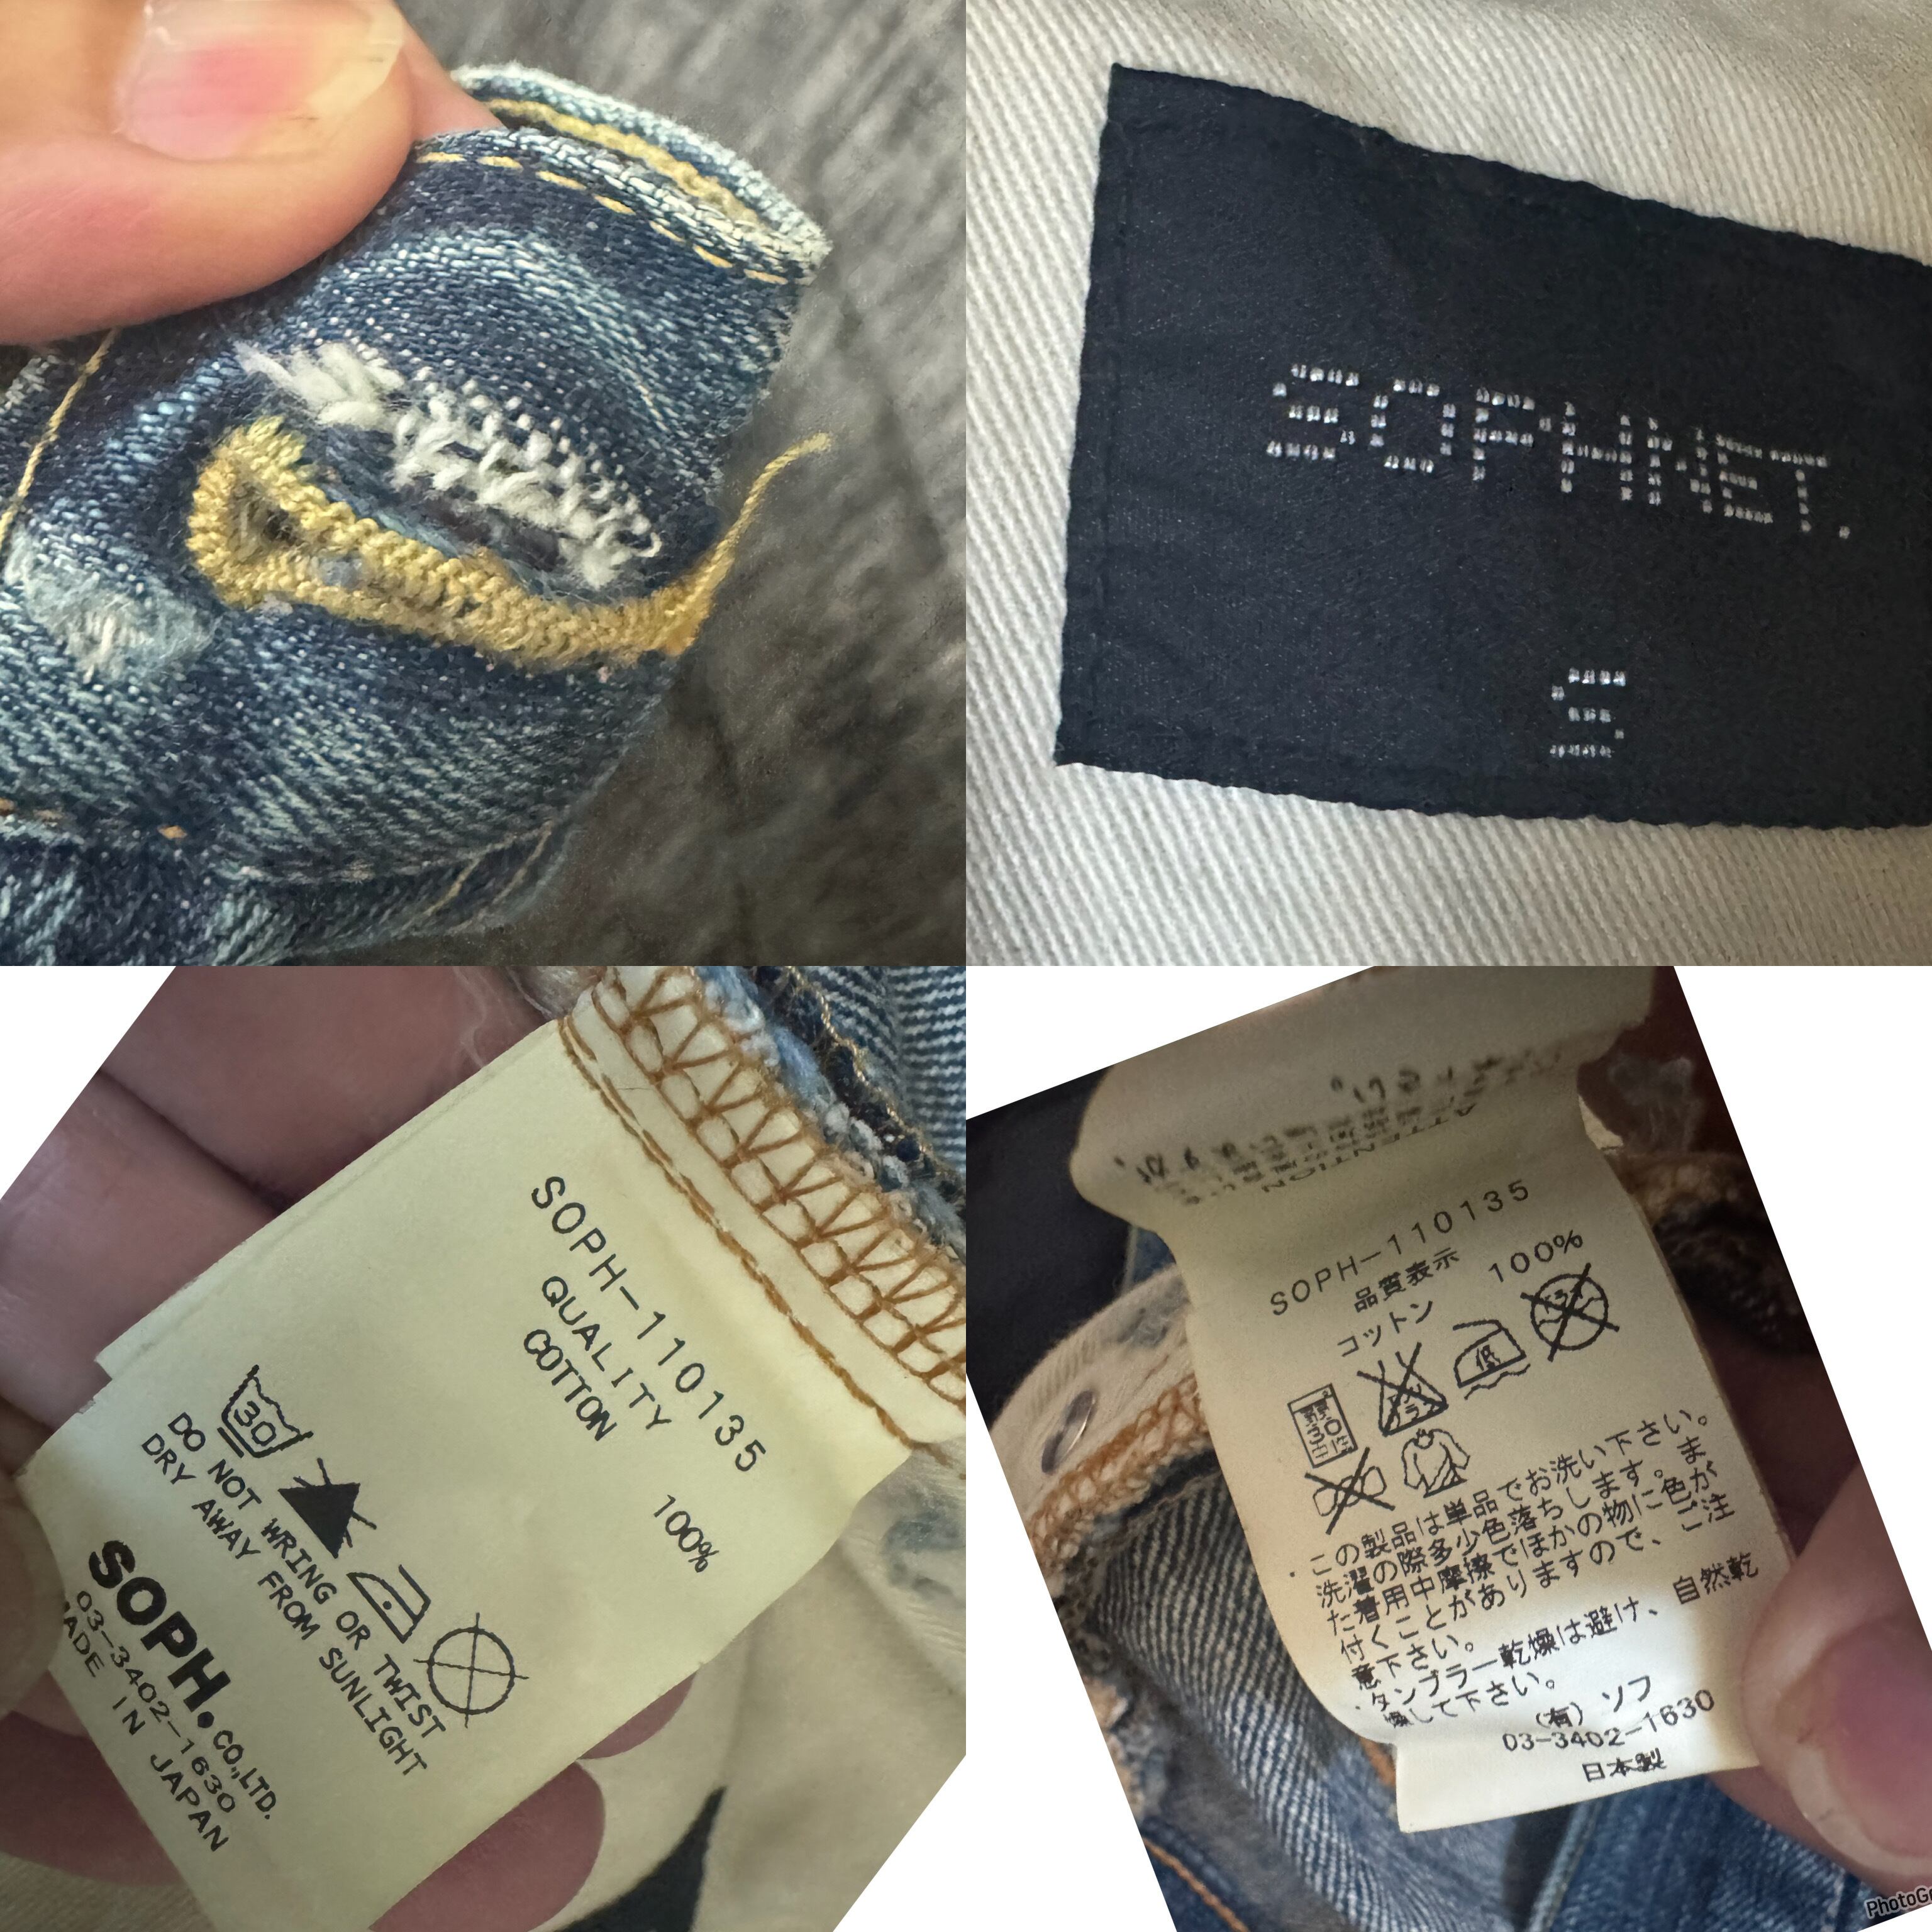 SOPHNET.
S
SOPH-110135
QUALITY
COTTON 100%
30
DO NOT WRING OR TWIST
DRY AWAY FROM SUNLIGHT
SOPH.CO.,LTD.
03-3402-1630
MADE IN JAPAN
ATTENTION
SOPH-110135
品質表示
コットン 100%
低
この製品は単品でお洗い下さい。
洗濯の際多少色落ちします。ま
た着用中摩擦でほかの物に色が
付くことがありますので、ご注
意下さい。
・タンブラー乾燥は避け、自然乾
燥して下さい。
(有) ソフ
03-3402-1630
日本製